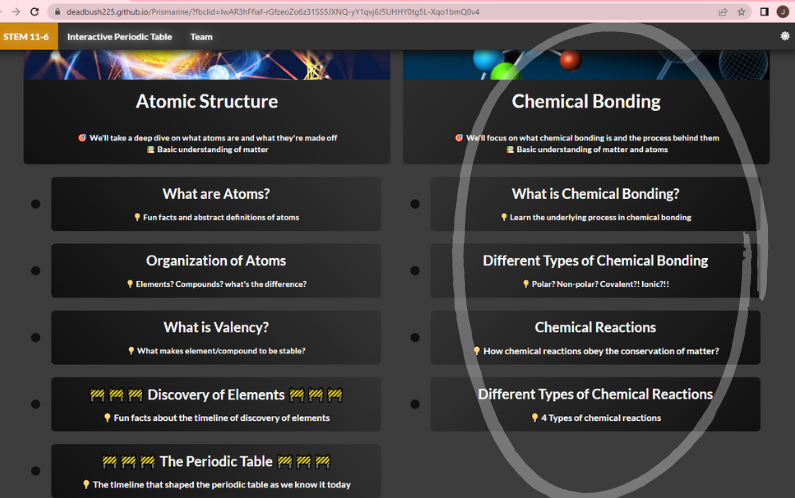 deadbush225.github.io/Prismarine/?fbclid=IwAR3hFfiaf-rGfzeoZo6z31SS5JXNQ-yY1qvj6J5UHHY0tg5L-Xqo1bmQ0v4
J
STEM 11-6 Interactive Periodic Table Team
Atomic Structure
🎯 We'll take a deep dive on what atoms are and what they're made off
📚 Basic understanding of matter
What are Atoms?
💡 Fun facts and abstract definitions of atoms
Organization of Atoms
💡 Elements? Compounds? what's the difference?
What is Valency?
💡 What makes element/compound to be stable?
🚧 🚧 🚧 Discovery of Elements 🚧 🚧 🚧
💡 Fun facts about the timeline of discovery of elements
🚧 🚧 🚧 The Periodic Table 🚧 🚧 🚧
💡 The timeline that shaped the periodic table as we know it today
Chemical Bonding
🎯 We'll focus on what chemical bonding is and the process behind them
📚 Basic understanding of matter and atoms
What is Chemical Bonding?
💡 Learn the underlying process in chemical bonding
Different Types of Chemical Bonding
💡 Polar? Non-polar? Covalent?! Ionic?!!
Chemical Reactions
💡 How chemical reactions obey the conservation of matter?
Different Types of Chemical Reactions
💡 4 Types of chemical reactions